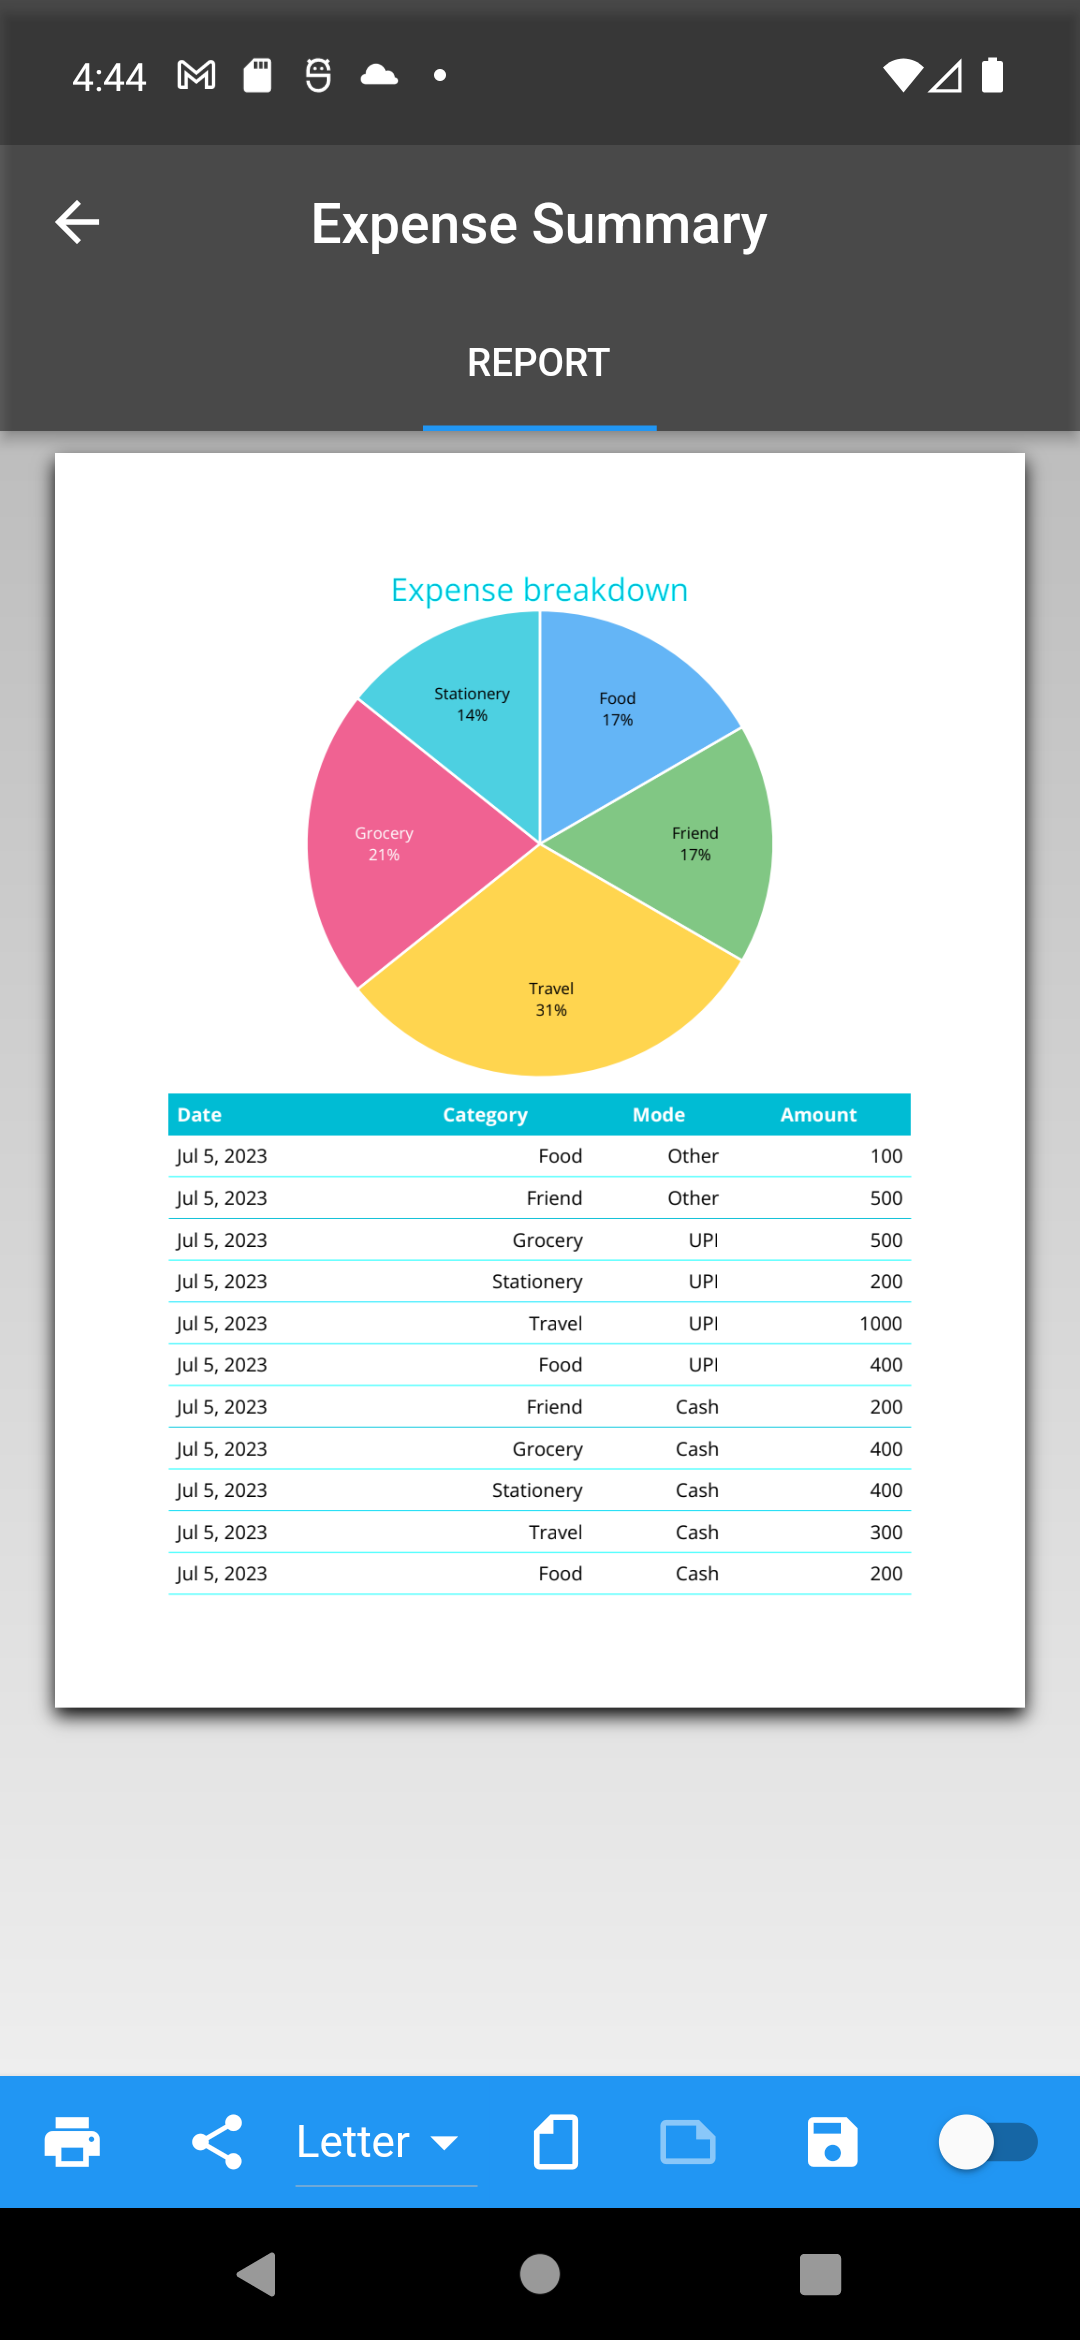 4:44
Expense Summary
REPORT
Expense breakdown
Stationery
14%
Food
17%
Grocery
21%
Friend
17%
Travel
31%
Date Category Mode Amount
Jul 5, 2023 Food Other 100
Jul 5, 2023 Friend Other 500
Jul 5, 2023 Grocery UPI 500
Jul 5, 2023 Stationery UPI 200
Jul 5, 2023 Travel UPI 1000
Jul 5, 2023 Food UPI 400
Jul 5, 2023 Friend Cash 200
Jul 5, 2023 Grocery Cash 400
Jul 5, 2023 Stationery Cash 400
Jul 5, 2023 Travel Cash 300
Jul 5, 2023 Food Cash 200
Letter